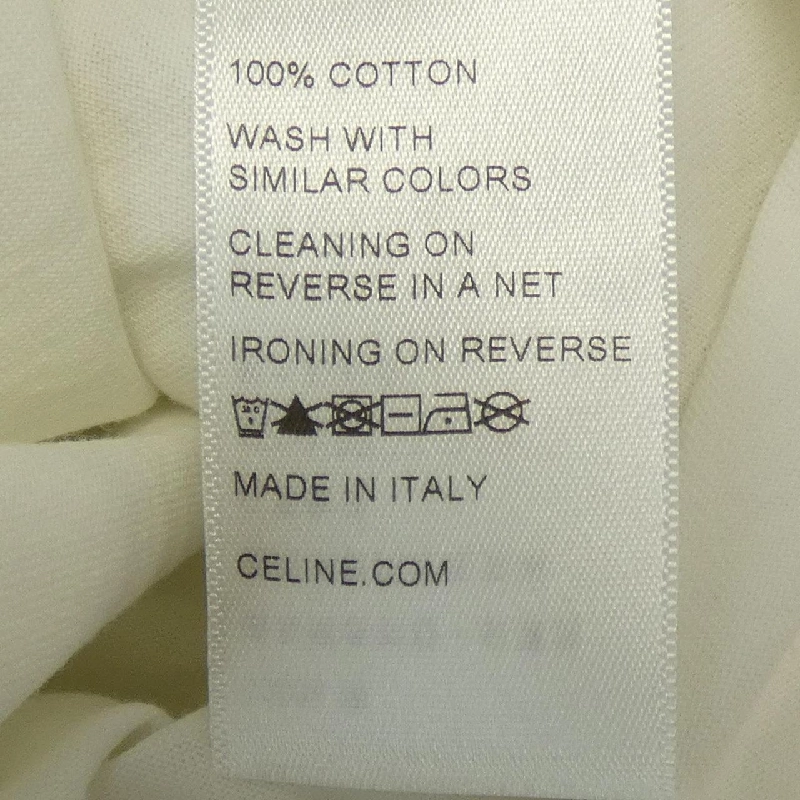 100% COTTON
WASH WITH
SIMILAR COLORS
CLEANING ON
REVERSE IN A NET
IRONING ON REVERSE
MADE IN ITALY
CELINE.COM